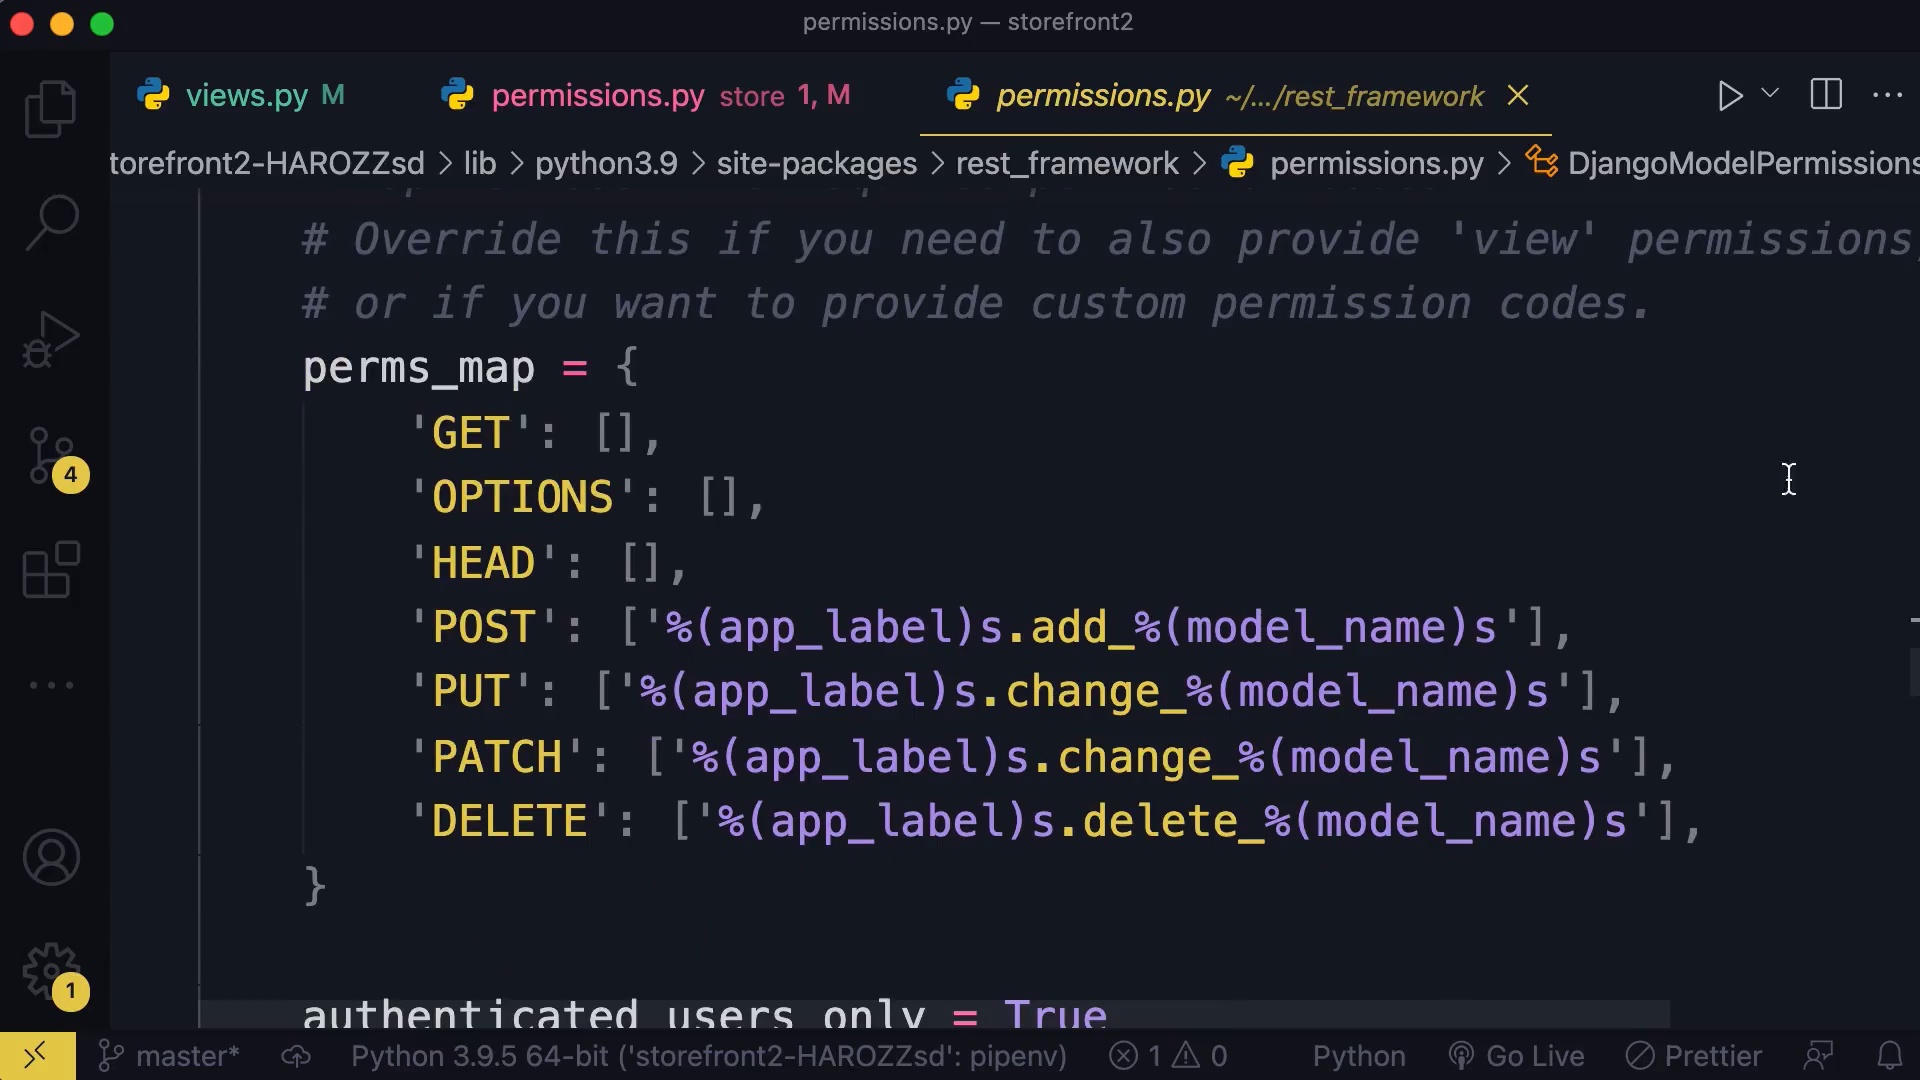 permissions.py — storefront2
views.py M
permissions.py store 1, M
permissions.py ~/.../rest_framework
torefront2-HAROZZsd > lib > python3.9 > site-packages > rest_framework > permissions.py > DjangoModelPermissions
# Override this if you need to also provide 'view' permissions,
# or if you want to provide custom permission codes.
perms_map = {
'GET': [],
'OPTIONS': [],
'HEAD': [],
'POST': ['%(app_label)s.add_%(model_name)s'],
'PUT': ['%(app_label)s.change_%(model_name)s'],
'PATCH': ['%(app_label)s.change_%(model_name)s'],
'DELETE': ['%(app_label)s.delete_%(model_name)s'],
}
authenticated_users_only = True
4
1
master* Python 3.9.5 64-bit ('storefront2-HAROZZsd': pipenv) 1 0 Python Go Live Prettier